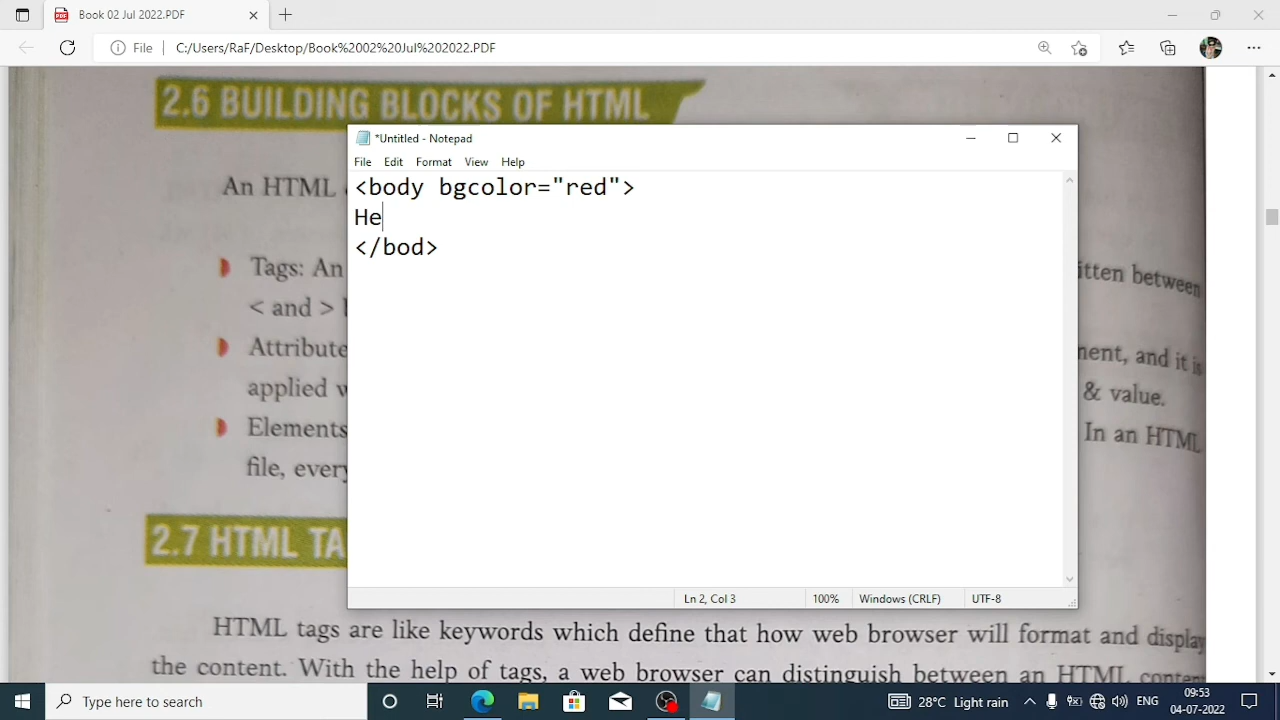 Book 02 Jul 2022.PDF
File
C:/Users/RaF/Desktop/Book%2002%20Jul%202022.PDF
2.6 BUILDING BLOCKS OF HTML
*Untitled - Notepad
File Edit Format View Help
<body bgcolor="red">
He
</bod>
An HTML
Tags: An
itten between
< and >
Attribute
ment, and it is
applied
& value.
Elements
In an HTML
file, every
2.7 HTML TA
Ln 2, Col 3
100%
Windows (CRLF)
UTF-8
HTML tags are like keywords which define that how web browser will format and display
the content. With the help of tags, a web browser can distinguish between an HTML content
Type here to search
28°C Light rain
ENG
09:53
04-07-2022